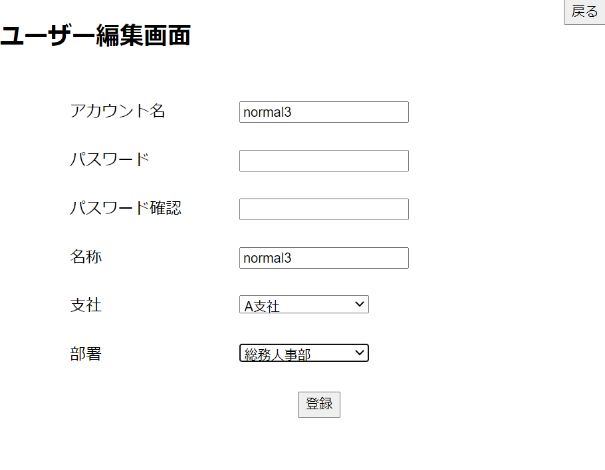 戻る
ユーザー編集画面
アカウント名 normal3
パスワード
パスワード確認
名称 normal3
支社 A支社
部署 総務人事部
登録